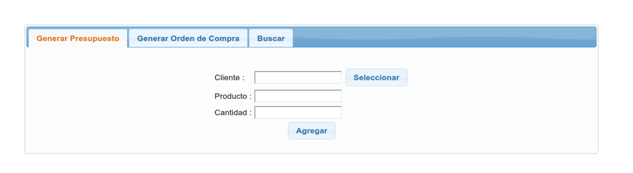 Generar Presupuesto Generar Orden de Compra Buscar
Cliente : Seleccionar
Producto :
Cantidad :
Agregar